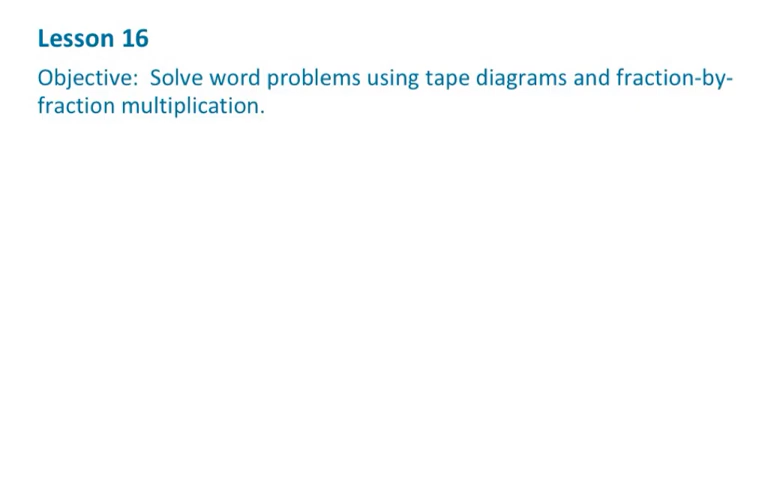 Lesson 16
Objective:  Solve word problems using tape diagrams and fraction-by-
fraction multiplication.